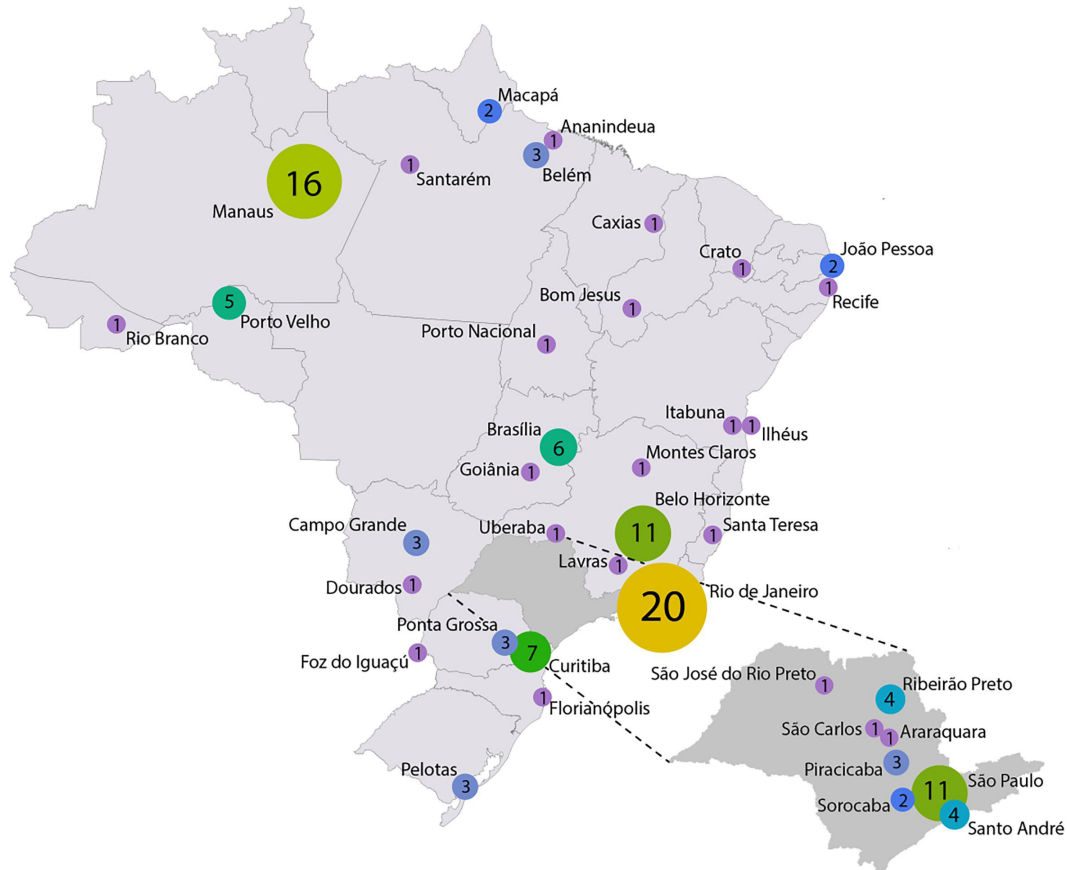 Macapá
2
Ananindeua
1
3
Belém
1
Santarém
16
Manaus
Caxias
1
Crato
1
João Pessoa
2
1
Recife
Bom Jesus
1
5
Porto Velho
1
Rio Branco
Porto Nacional
1
Itabuna
1
1
Ilhéus
Brasília
6
Goiânia
1
Montes Claros
1
Belo Horizonte
11
Santa Teresa
1
Campo Grande
3
Uberaba
1
Lavras
1
Dourados
1
Rio de Janeiro
20
Ponta Grossa
3
7
Curitiba
Foz do Iguaçú
1
1
Florianópolis
Pelotas
3
São José do Rio Preto
1
Ribeirão Preto
4
São Carlos
1
1
Araraquara
Piracicaba
3
São Paulo
11
Sorocaba
2
4
Santo André